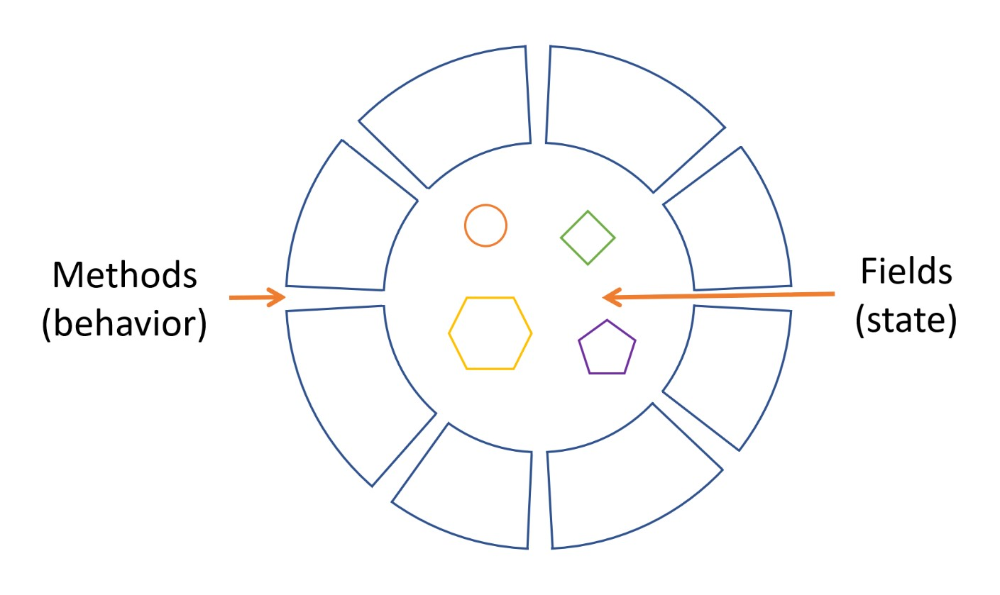 Methods
(behavior)
Fields
(state)